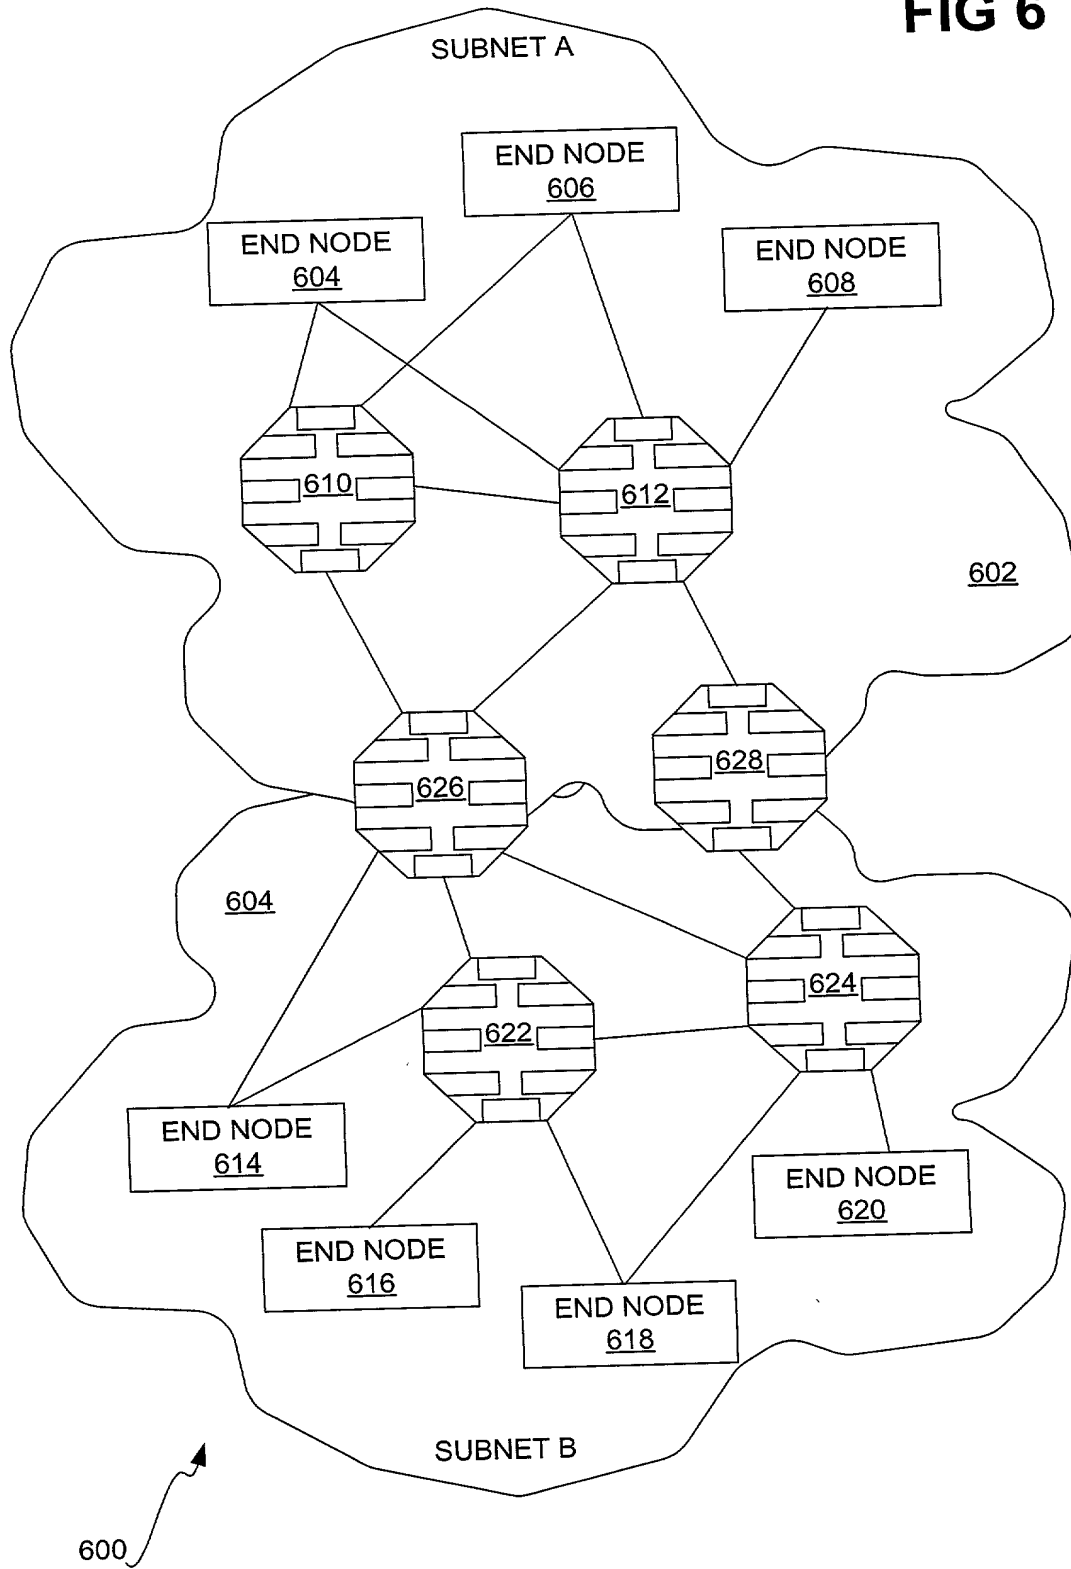 FIG 6
SUBNET A
END NODE
606
END NODE
604
END NODE
608
610
612
602
626
628
604
624
622
END NODE
614
END NODE
620
END NODE
616
END NODE
618
SUBNET B
600